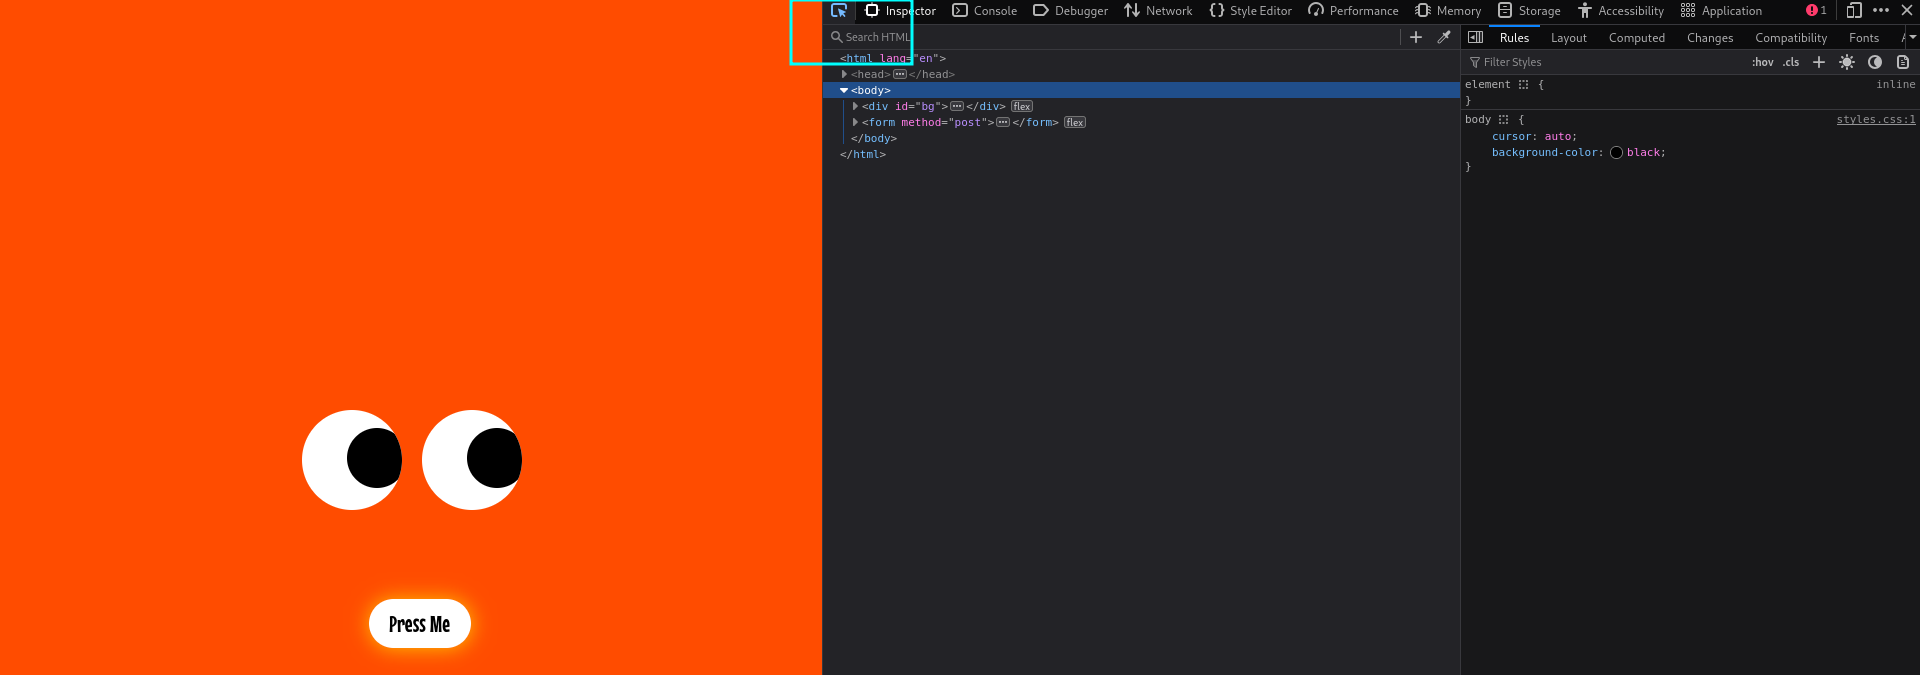 Inspector Console Debugger Network Style Editor Performance Memory Storage Accessibility Application 1
Search HTML
Rules Layout Computed Changes Compatibility Fonts
Filter Styles :hov .cls
<html lang="en">
<head></head>
<body>
<div id="bg"></div> flex
<form method="post"></form> flex
</body>
</html>
element { inline
}
body { styles.css:1
cursor: auto;
background-color: black;
}
Press Me